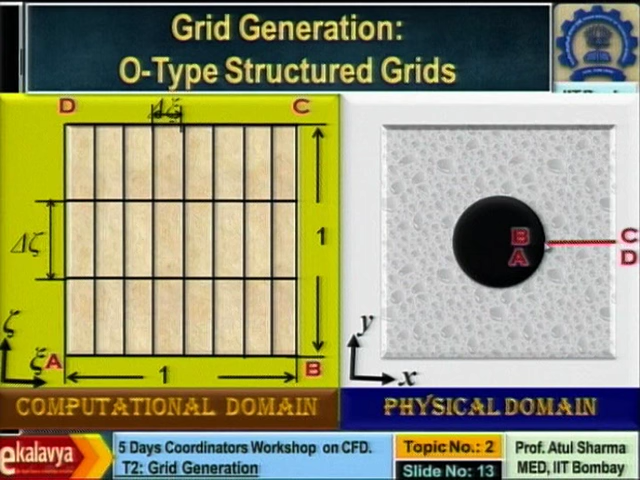 Grid Generation:
O-Type Structured Grids
D
C
Δξ
Δζ
1
ζ
ξ
A
1
B
COMPUTATIONAL DOMAIN
B
A
C
D
y
x
PHYSICAL DOMAIN
ekalavya
5 Days Coordinators Workshop on CFD.
T2: Grid Generation
Topic No.: 2
Slide No: 13
Prof. Atul Sharma
MED, IIT Bombay